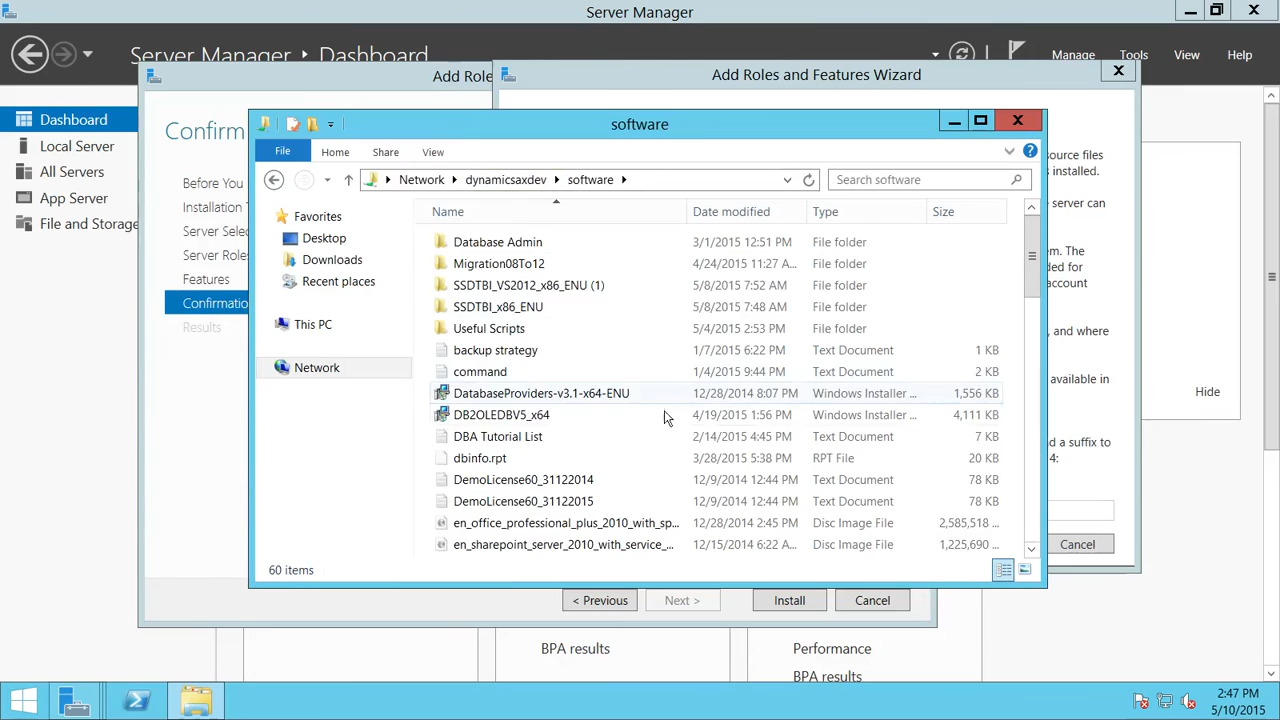 Server Manager
Server Manager ▸ Dashboard
Manage Tools View Help
Add Role
Add Roles and Features Wizard
Dashboard
Local Server
All Servers
App Server
File and Storage
Confirm
Before You
Installation T
Server Selec
Server Roles
Features
Confirmatio
Results
software
File Home Share View
Network dynamicsaxdev software
Search software
Favorites
Desktop
Downloads
Recent places
This PC
Network
Name Date modified Type Size
Database Admin 3/1/2015 12:51 PM File folder
Migration08To12 4/24/2015 11:27 A... File folder
SSDTBI_VS2012_x86_ENU (1) 5/8/2015 7:52 AM File folder
SSDTBI_x86_ENU 5/8/2015 7:48 AM File folder
Useful Scripts 5/4/2015 2:53 PM File folder
backup strategy 1/7/2015 6:22 PM Text Document 1 KB
command 1/4/2015 9:44 PM Text Document 2 KB
DatabaseProviders-v3.1-x64-ENU 12/28/2014 8:07 PM Windows Installer ... 1,556 KB
DB2OLEDBV5_x64 4/19/2015 1:56 PM Windows Installer ... 4,111 KB
DBA Tutorial List 2/14/2015 4:45 PM Text Document 7 KB
dbinfo.rpt 3/28/2015 5:38 PM RPT File 20 KB
DemoLicense60_31122014 12/9/2014 12:44 PM Text Document 78 KB
DemoLicense60_31122015 12/9/2014 12:44 PM Text Document 78 KB
en_office_professional_plus_2010_with_sp... 12/28/2014 2:45 PM Disc Image File 2,585,518 ...
en_sharepoint_server_2010_with_service_... 12/15/2014 6:22 A... Disc Image File 1,225,690 ...
60 items
source files
s installed.
e server can
m. The
ded for
account
, and where
available in
d a suffix to
4:
Cancel
Hide
< Previous Next > Install Cancel
BPA results
Performance
BPA results
2:47 PM
5/10/2015